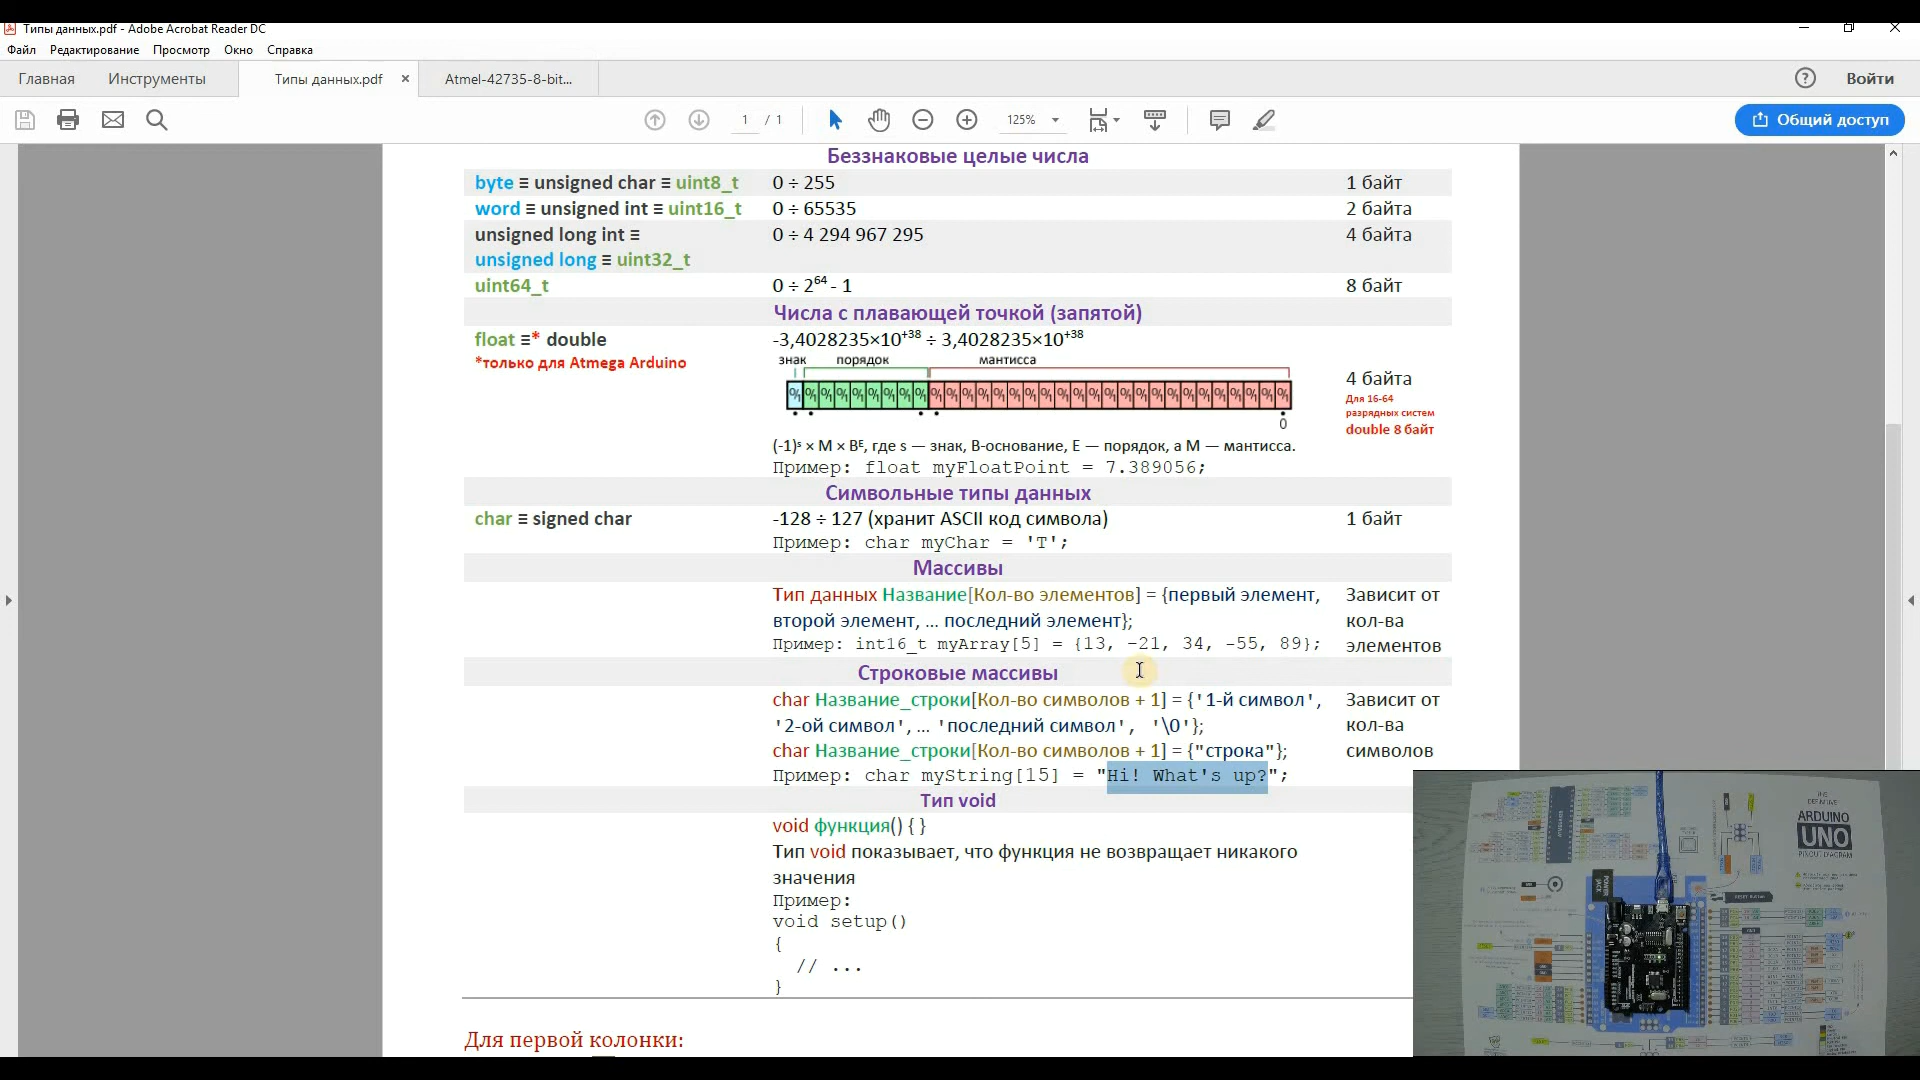 Типы данных.pdf - Adobe Acrobat Reader DC
Файл Редактирование Просмотр Окно Справка
Главная Инструменты Типы данных.pdf × Atmel-42735-8-bit... Войти
1 / 1 125% Общий доступ
Беззнаковые целые числа
byte ≡ unsigned char ≡ uint8_t 0 ÷ 255 1 байт
word ≡ unsigned int ≡ uint16_t 0 ÷ 65535 2 байта
unsigned long int ≡ 0 ÷ 4 294 967 295 4 байта
unsigned long ≡ uint32_t
uint64_t 0 ÷ 2⁶⁴ - 1 8 байт
Числа с плавающей точкой (запятой)
float ≡* double -3,4028235×10⁺³⁸ ÷ 3,4028235×10⁺³⁸
*только для Atmega Arduino
знак порядок мантисса
4 байта
Для 16-64
разрядных систем
double 8 байт
0
(-1)ˢ × M × Bᴱ, где s — знак, B-основание, E — порядок, а M — мантисса.
Пример: float myFloatPoint = 7.389056;
Символьные типы данных
char ≡ signed char -128 ÷ 127 (хранит ASCII код символа) 1 байт
Пример: char myChar = 'T';
Массивы
Тип данных Название[Кол-во элементов] = {первый элемент, Зависит от
второй элемент, ... последний элемент}; кол-ва
Пример: int16_t myArray[5] = {13, -21, 34, -55, 89}; элементов
Строковые массивы
char Название_строки[Кол-во символов + 1] = {'1-й символ', Зависит от
'2-ой символ', ... 'последний символ', '\0'}; кол-ва
char Название_строки[Кол-во символов + 1] = {"строка"}; символов
Пример: char myString[15] = "Hi! What's up?";
Тип void
void функция() { }
Тип void показывает, что функция не возвращает никакого
значения
Пример:
void setup()
{
// ...
}
Для первой колонки:
THE
DEFINITIVE
ARDUINO
UNO
PINOUT DIAGRAM